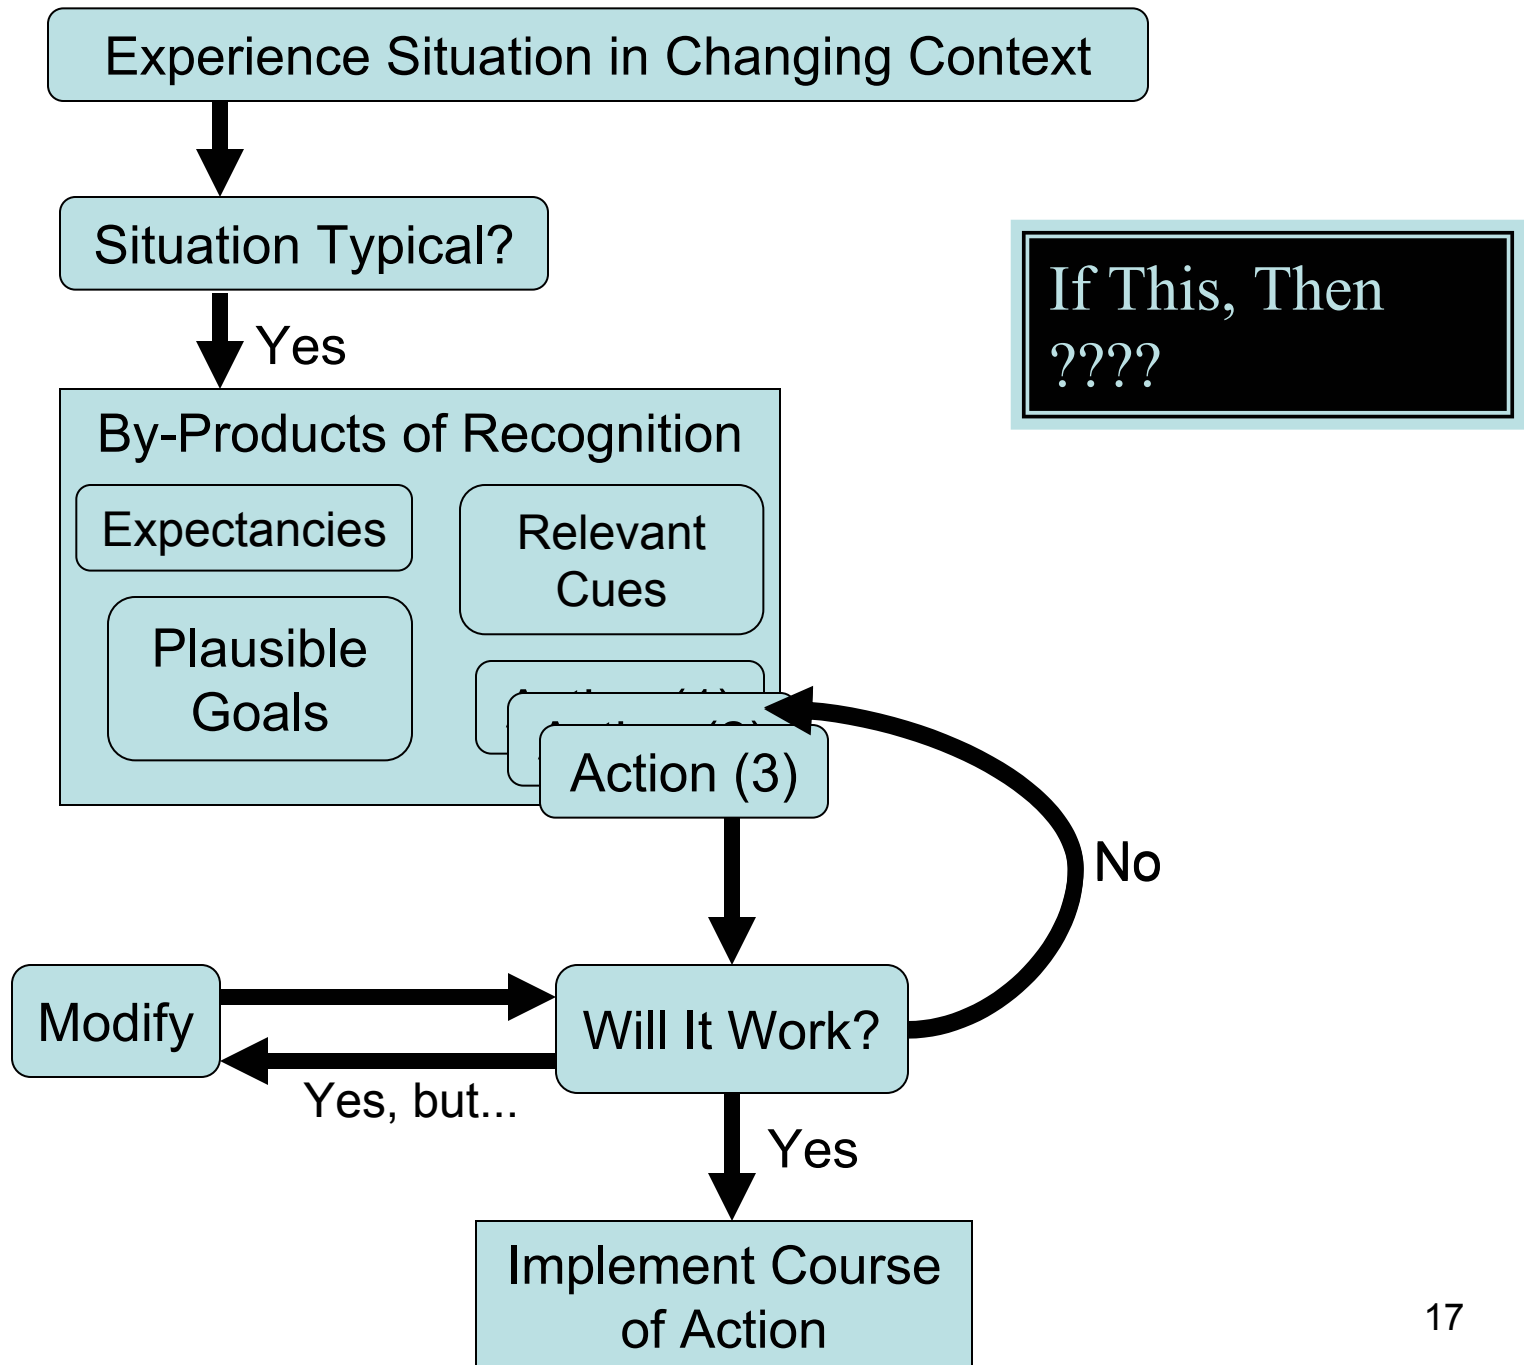 Experience Situation in Changing Context
Situation Typical?
If This, Then
????
Yes
By-Products of Recognition
Expectancies
Relevant
Cues
Plausible
Goals
Action (3)
No
Modify
Will It Work?
Yes, but...
Yes
Implement Course
of Action
17